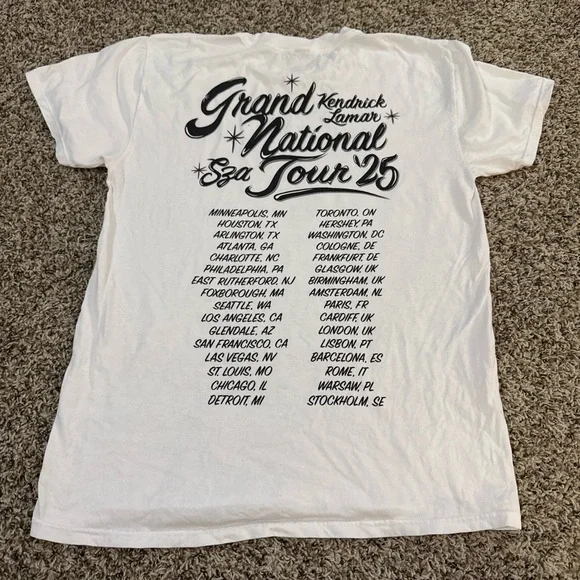 Grand Kendrick
Lamar
National
Sza Tour '25
MINNEAPOLIS, MN
HOUSTON, TX
ARLINGTON, TX
ATLANTA, GA
CHARLOTTE, NC
PHILADELPHIA, PA
EAST RUTHERFORD, NJ
FOXBOROUGH, MA
SEATTLE, WA
LOS ANGELES, CA
GLENDALE, AZ
SAN FRANCISCO, CA
LAS VEGAS, NV
ST. LOUIS, MO
CHICAGO, IL
DETROIT, MI
TORONTO, ON
HERSHEY, PA
WASHINGTON, DC
COLOGNE, DE
FRANKFURT, DE
GLASGOW, UK
BIRMINGHAM, UK
AMSTERDAM, NL
PARIS, FR
CARDIFF, UK
LONDON, UK
LISBON, PT
BARCELONA, ES
ROME, IT
WARSAW, PL
STOCKHOLM, SE